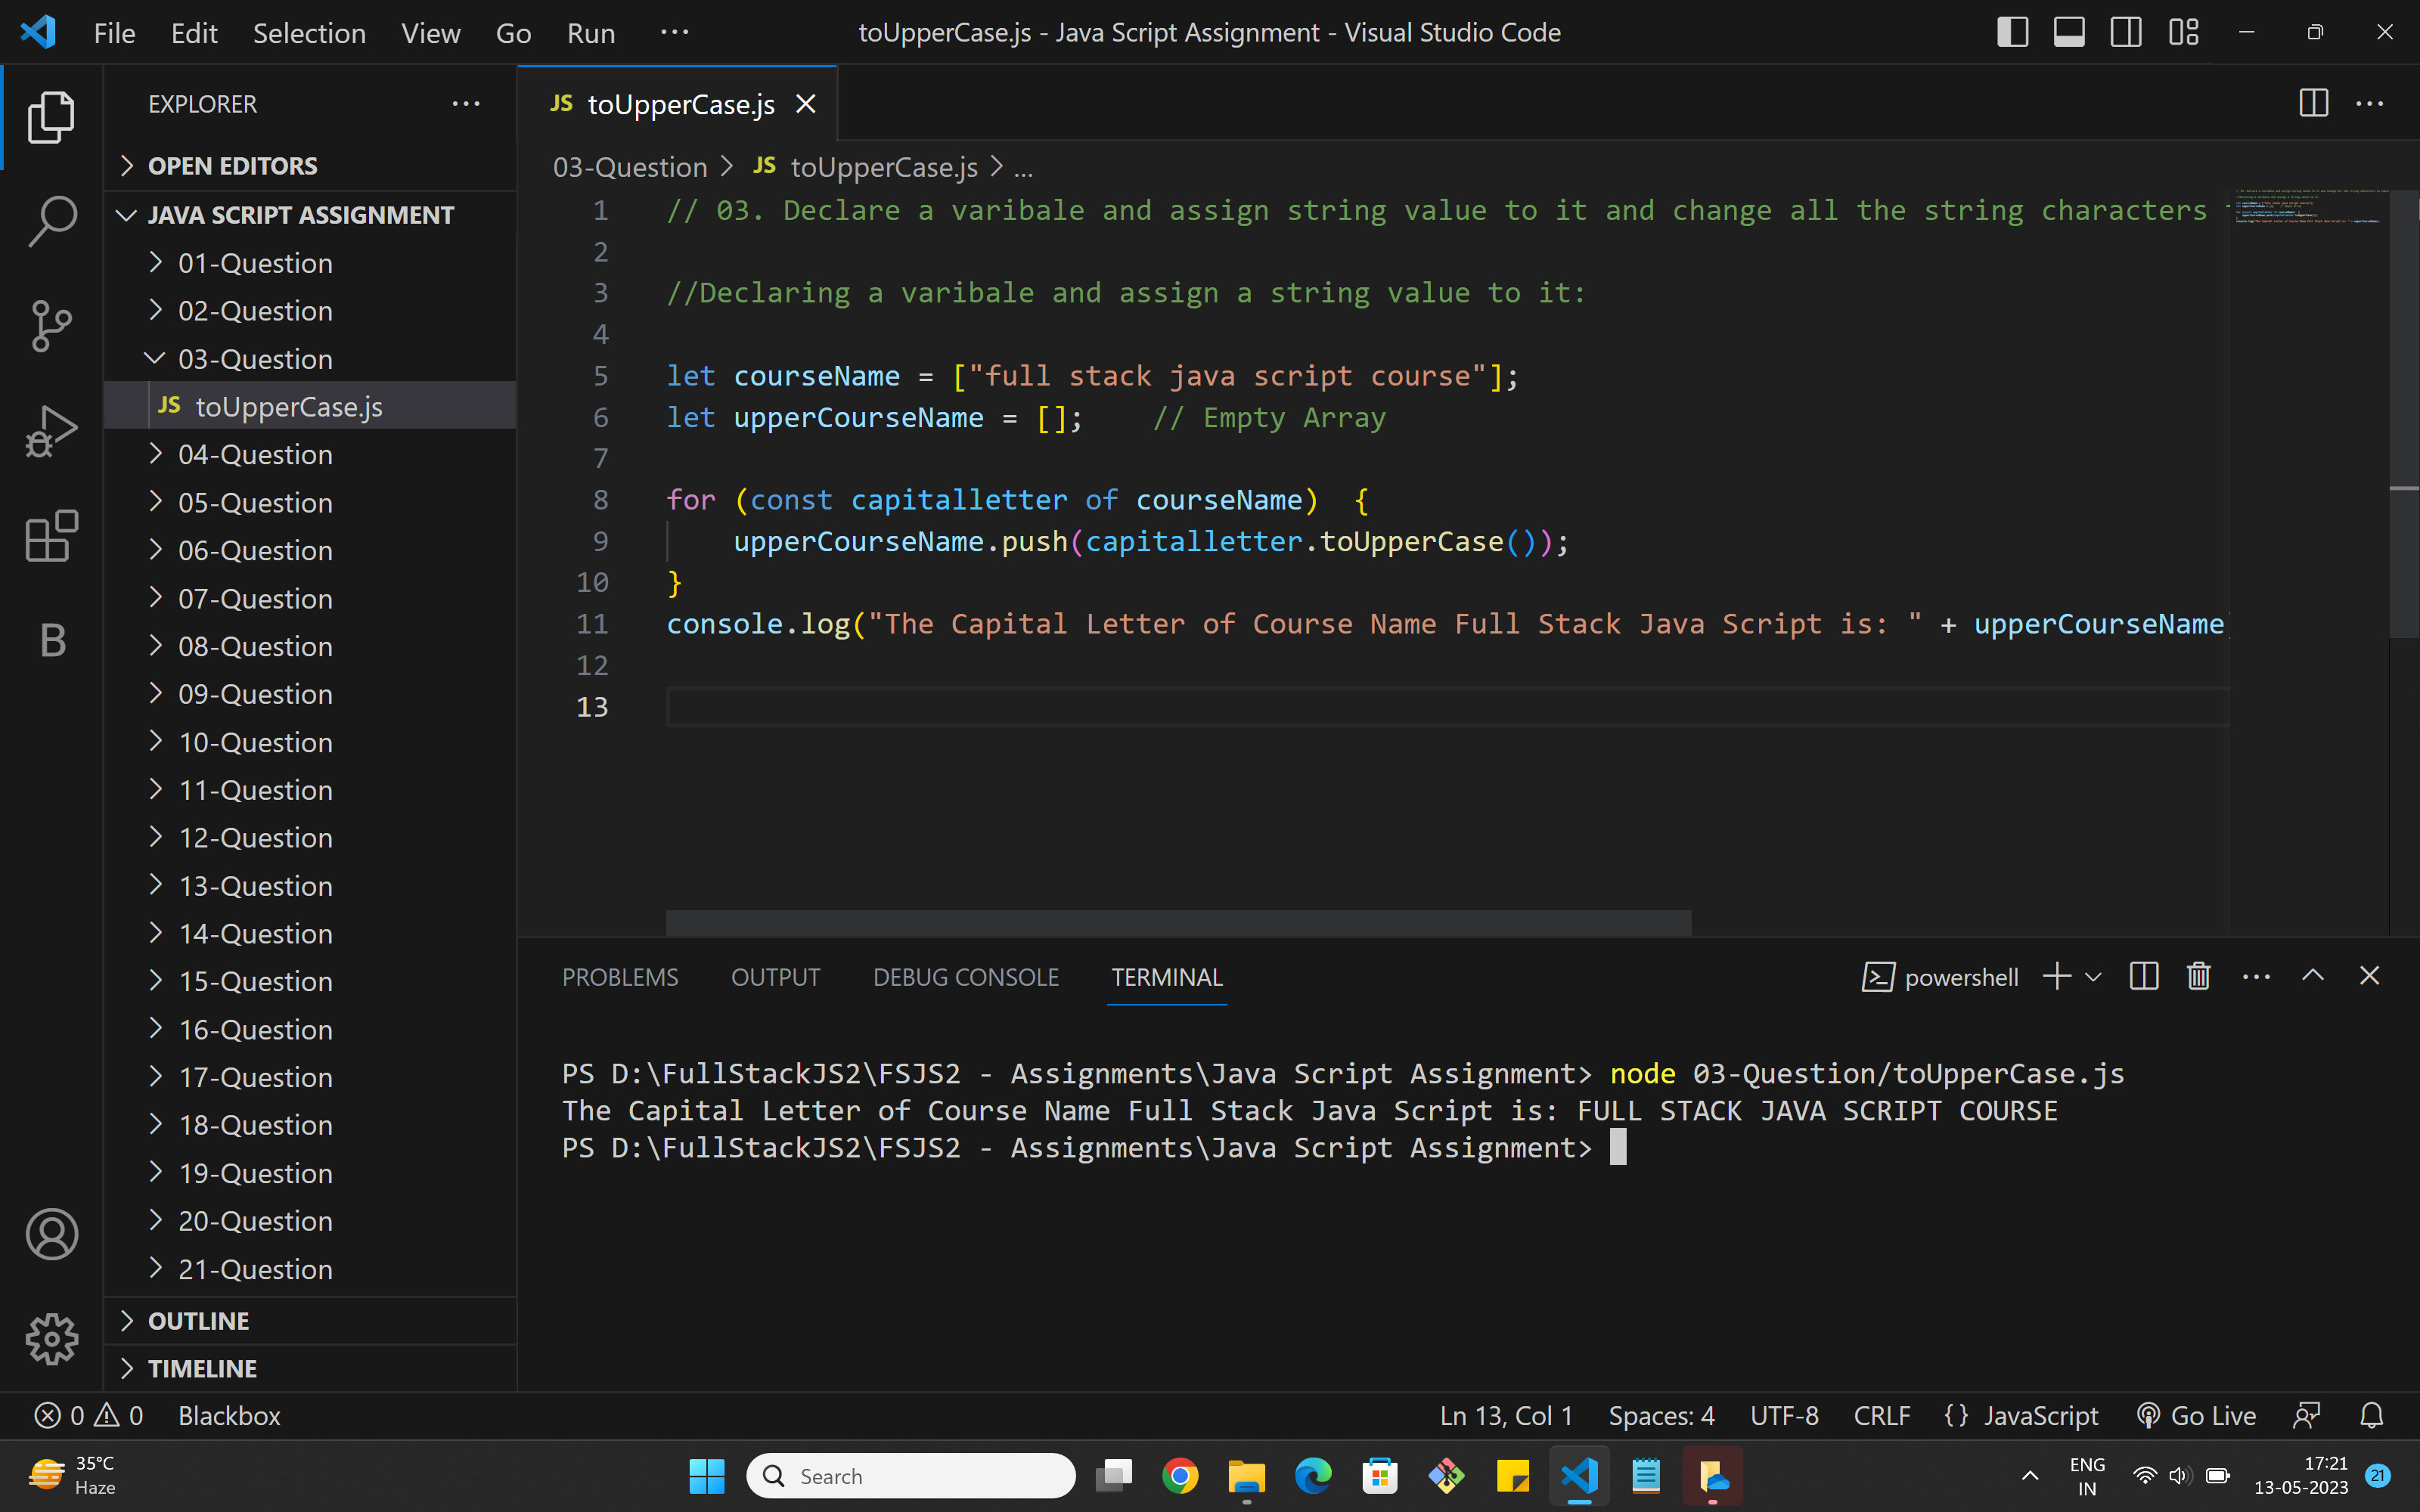 File Edit Selection View Go Run ··· toUpperCase.js - Java Script Assignment - Visual Studio Code
EXPLORER
OPEN EDITORS
JAVA SCRIPT ASSIGNMENT
01-Question
02-Question
03-Question
JS toUpperCase.js
04-Question
05-Question
06-Question
07-Question
08-Question
09-Question
10-Question
11-Question
12-Question
13-Question
14-Question
15-Question
16-Question
17-Question
18-Question
19-Question
20-Question
21-Question
OUTLINE
TIMELINE
B
JS toUpperCase.js
03-Question > JS toUpperCase.js > ...
1 // 03. Declare a varibale and assign string value to it and change all the string characters
2
3 //Declaring a varibale and assign a string value to it:
4
5 let courseName = ["full stack java script course"];
6 let upperCourseName = [];    // Empty Array
7
8 for (const capitalletter of courseName)  {
9     upperCourseName.push(capitalletter.toUpperCase());
10 }
11 console.log("The Capital Letter of Course Name Full Stack Java Script is: " + upperCourseName
12
13
PROBLEMS OUTPUT DEBUG CONSOLE TERMINAL powershell
PS D:\FullStackJS2\FSJS2 - Assignments\Java Script Assignment> node 03-Question/toUpperCase.js
The Capital Letter of Course Name Full Stack Java Script is: FULL STACK JAVA SCRIPT COURSE
PS D:\FullStackJS2\FSJS2 - Assignments\Java Script Assignment>
0 0 Blackbox Ln 13, Col 1 Spaces: 4 UTF-8 CRLF {} JavaScript Go Live
35°C
Haze
Search
ENG
IN
17:21
13-05-2023
21